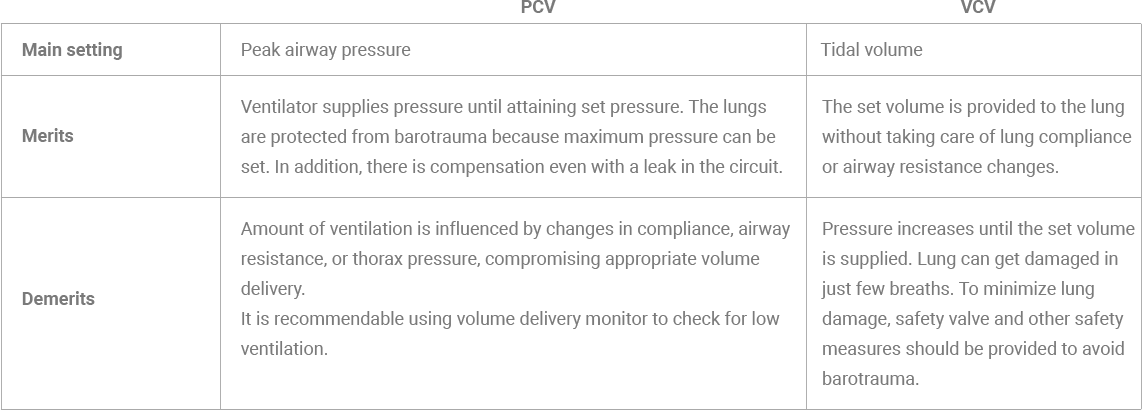 PCV
VCV
Main setting
Peak airway pressure
Tidal volume
Merits
Ventilator supplies pressure until attaining set pressure. The lungs
are protected from barotrauma because maximum pressure can be
set. In addition, there is compensation even with a leak in the circuit.
The set volume is provided to the lung
without taking care of lung compliance
or airway resistance changes.
Demerits
Amount of ventilation is influenced by changes in compliance, airway
resistance, or thorax pressure, compromising appropriate volume
delivery.
It is recommendable using volume delivery monitor to check for low
ventilation.
Pressure increases until the set volume
is supplied. Lung can get damaged in
just few breaths. To minimize lung
damage, safety valve and other safety
measures should be provided to avoid
barotrauma.